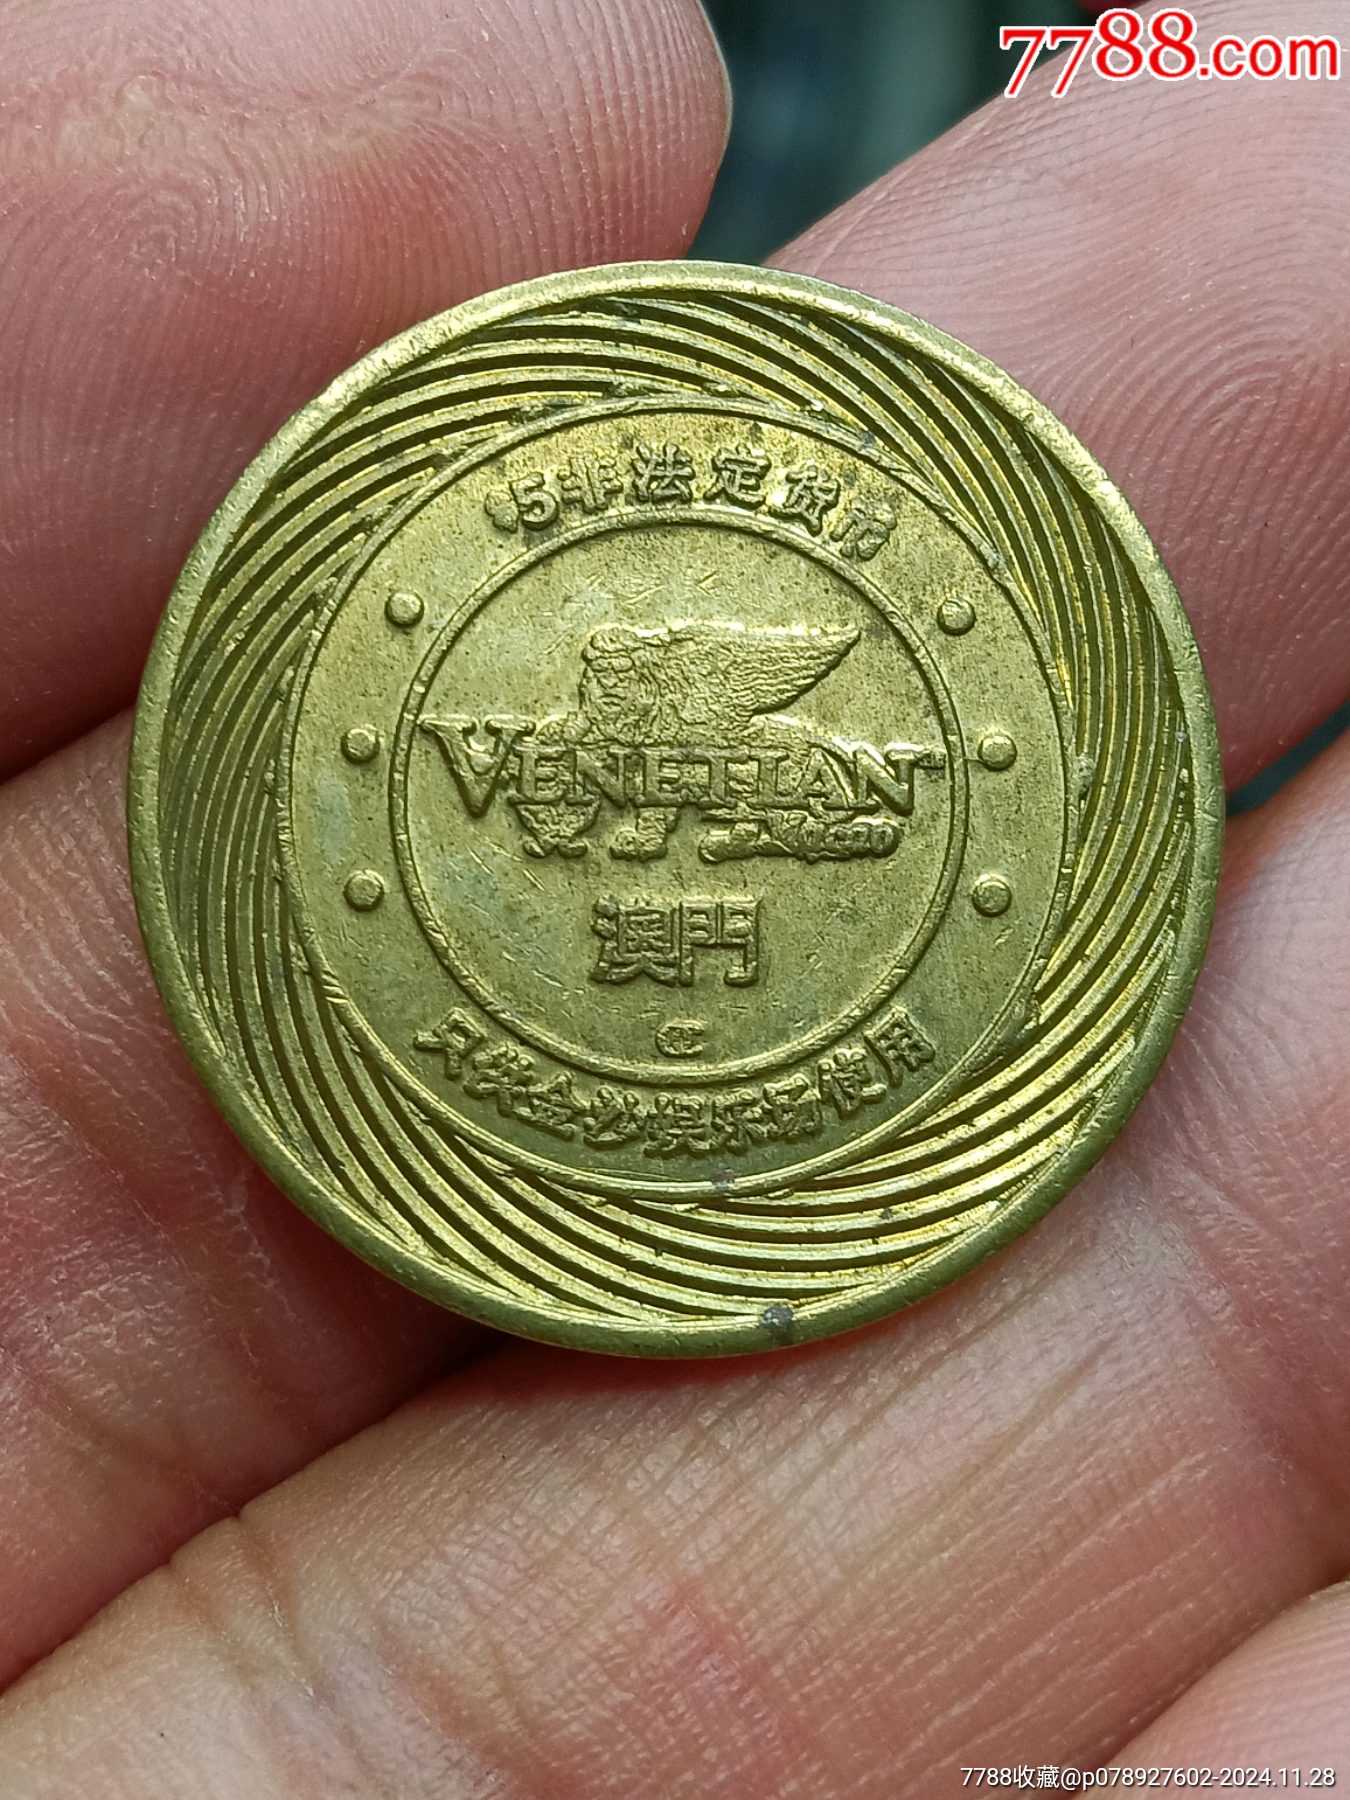 7788.com
$5非法定货币
VENETIAN
Macao
澳門
C
只供金沙娱乐场使用
7788收藏@p078927602-2024.11.28